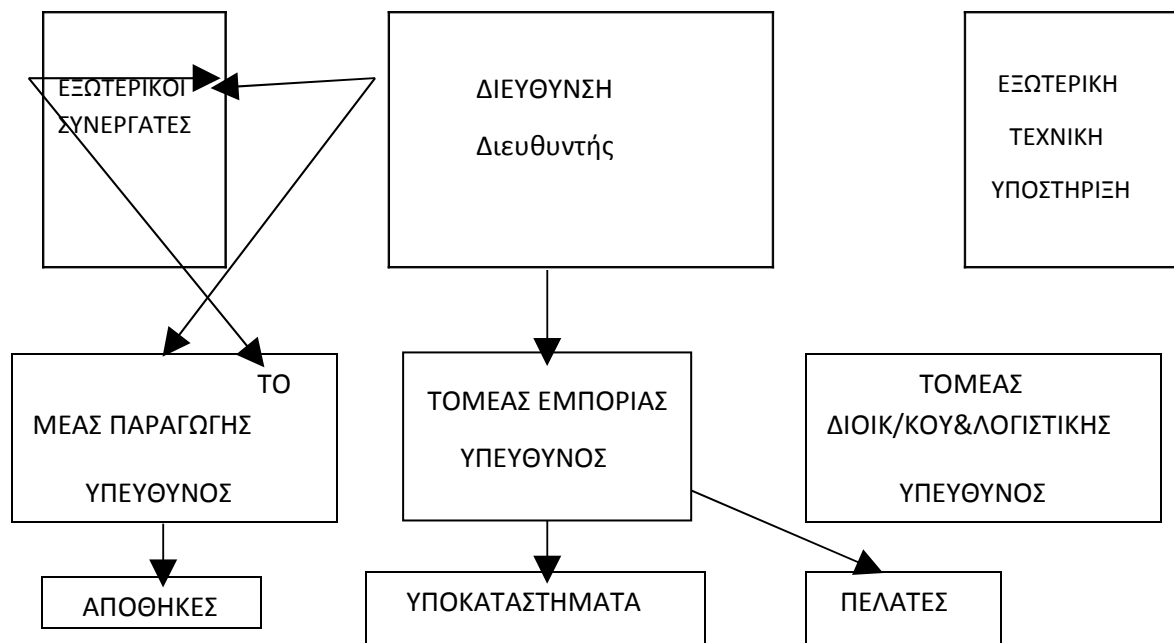 ΕΞΩΤΕΡΙΚΟΙ
ΣΥΝΕΡΓΑΤΕΣ
ΔΙΕΥΘΥΝΣΗ
Διευθυντής
ΕΞΩΤΕΡΙΚΗ
ΤΕΧΝΙΚΗ
ΥΠΟΣΤΗΡΙΞΗ
ΤΟ
ΜΕΑΣ ΠΑΡΑΓΩΓΗΣ
ΥΠΕΥΘΥΝΟΣ
ΤΟΜΕΑΣ ΕΜΠΟΡΙΑΣ
ΥΠΕΥΘΥΝΟΣ
ΤΟΜΕΑΣ
ΔΙΟΙΚ/ΚΟΥ&ΛΟΓΙΣΤΙΚΗΣ
ΥΠΕΥΘΥΝΟΣ
ΑΠΟΘΗΚΕΣ
ΥΠΟΚΑΤΑΣΤΗΜΑΤΑ
ΠΕΛΑΤΕΣ